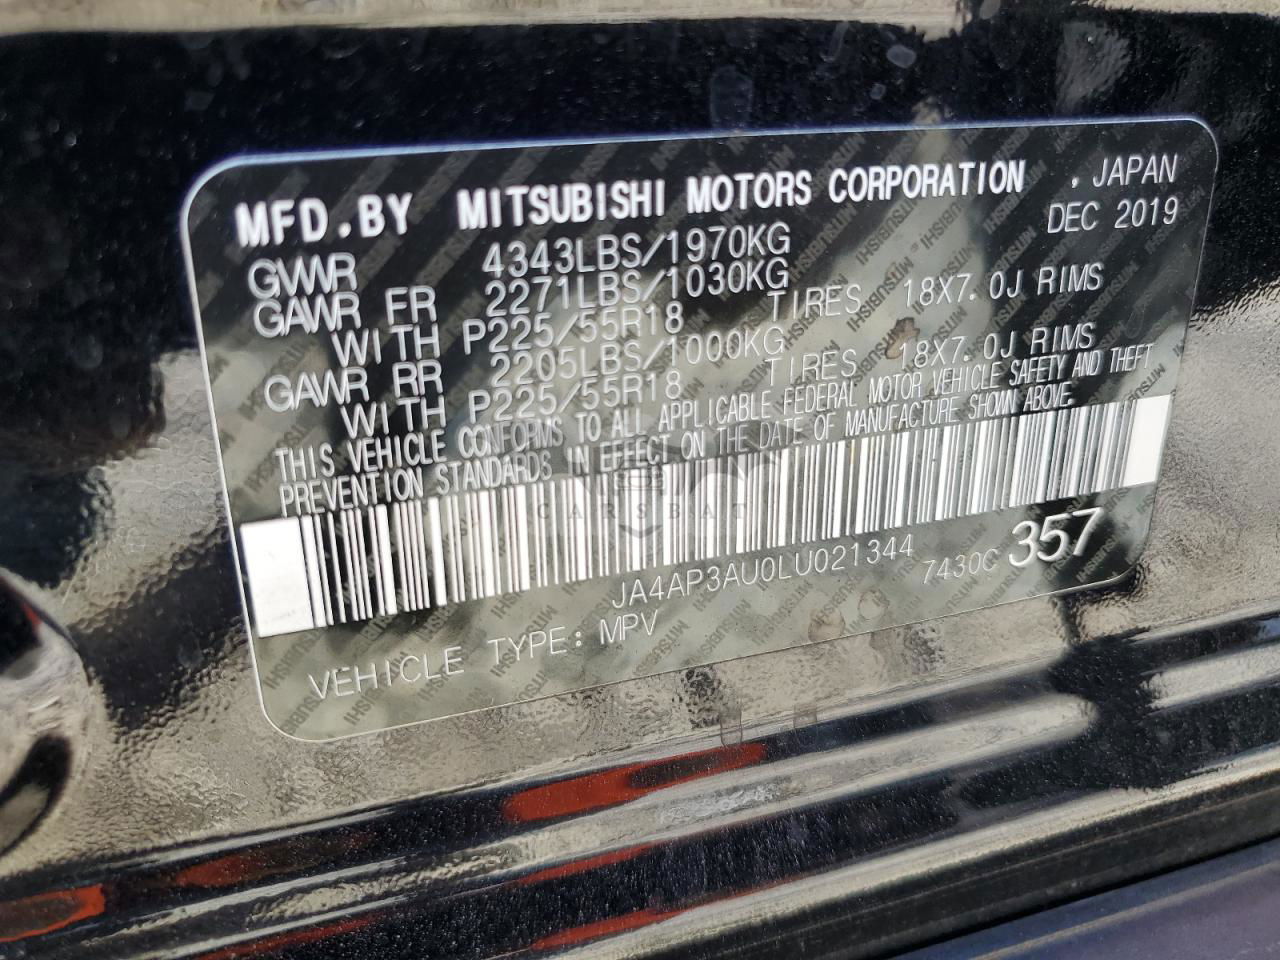 MFD.BY MITSUBISHI MOTORS CORPORATION , JAPAN
DEC 2019
GVWR 4343LBS/1970KG
GAWR FR 2271LBS/1030KG
WITH P225/55R18 TIRES 18X7.0J RIMS
GAWR RR 2205LBS/1000KG
WITH P225/55R18 TIRES 18X7.0J RIMS
THIS VEHICLE CONFORMS TO ALL APPLICABLE FEDERAL MOTOR VEHICLE SAFETY AND THEFT
PREVENTION STANDARDS IN EFFECT ON THE DATE OF MANUFACTURE SHOWN ABOVE.
CARSBAT
JA4AP3AU0LU021344 7430C 357
VEHICLE TYPE: MPV